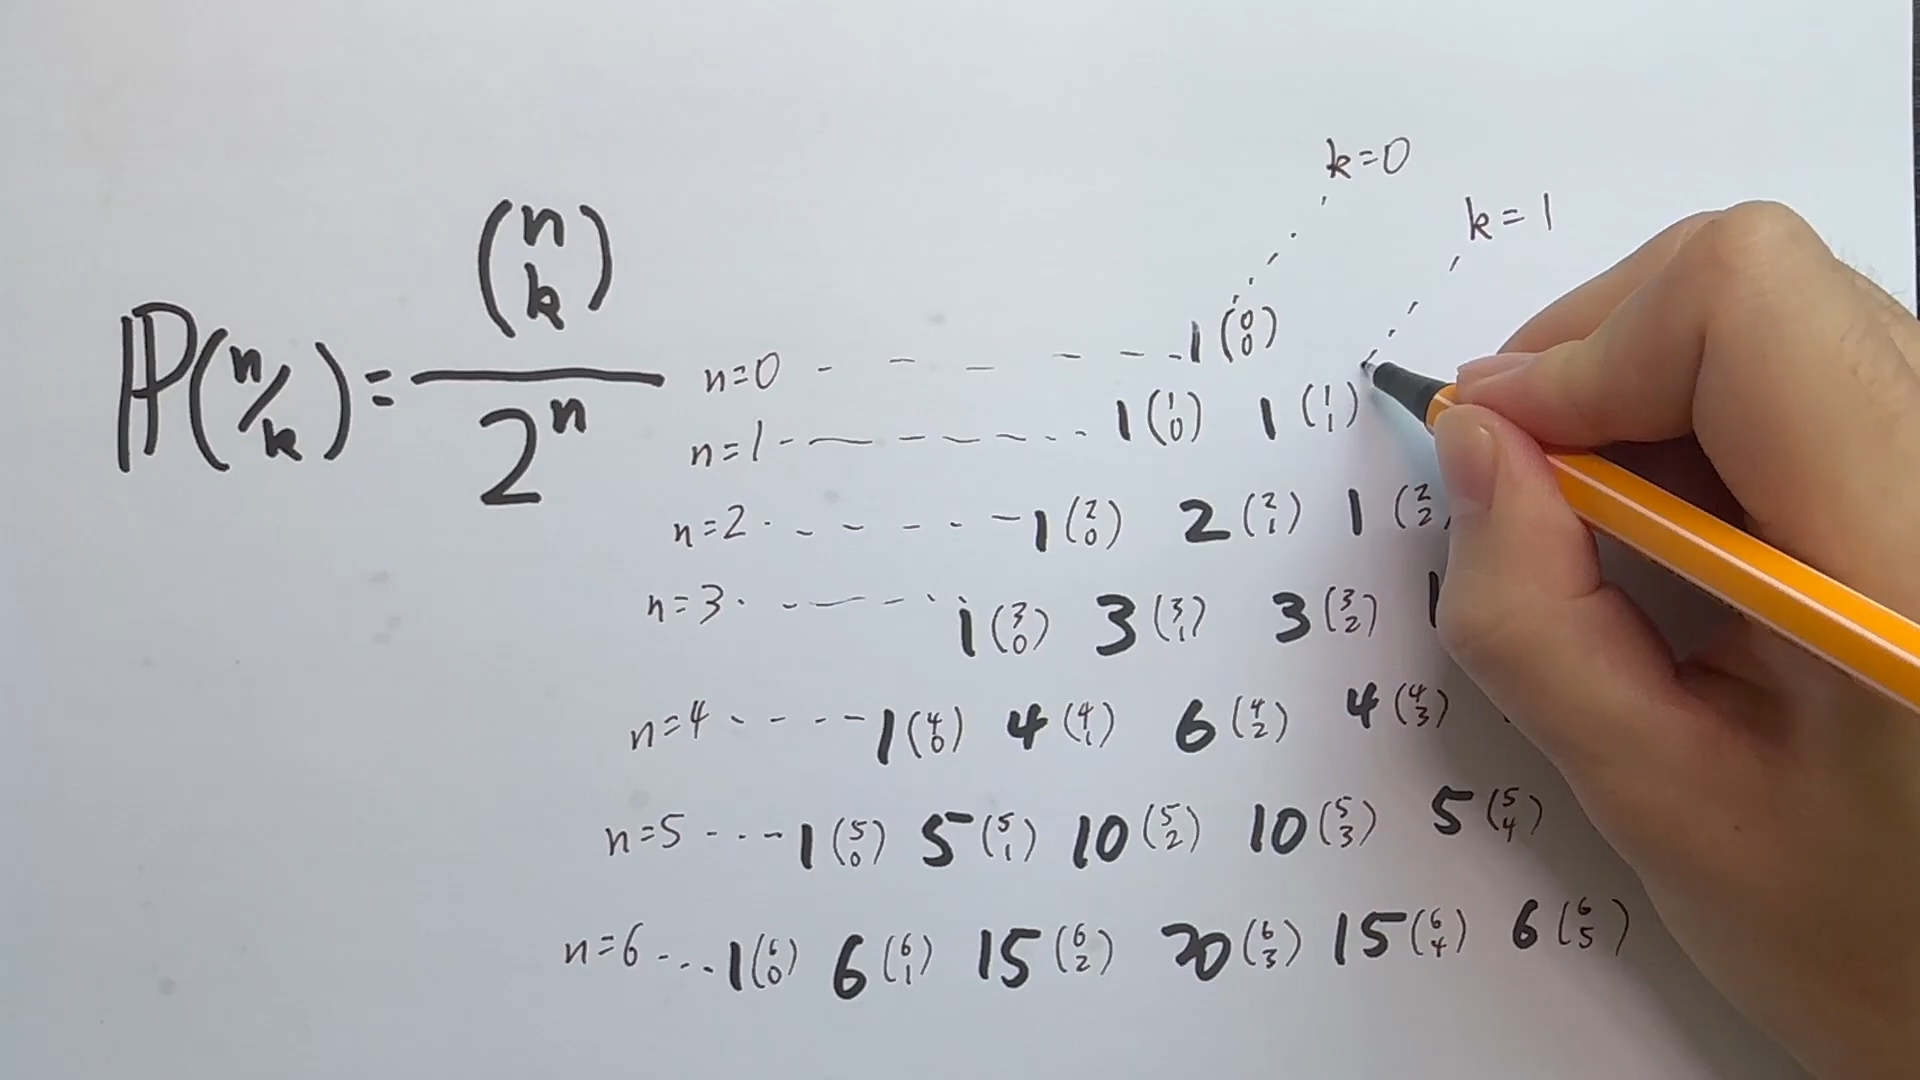 k=0
k=1
P(n/k) = (n k) / 2^n
n=0 1 (0 0)
n=1 1 (1 0) 1 (1 1)
n=2 1 (2 0) 2 (2 1) 1 (2 2)
n=3 1 (3 0) 3 (3 1) 3 (3 2) 1
n=4 1 (4 0) 4 (4 1) 6 (4 2) 4 (4 3)
n=5 1 (5 0) 5 (5 1) 10 (5 2) 10 (5 3) 5 (5 4)
n=6 1 (6 0) 6 (6 1) 15 (6 2) 20 (6 3) 15 (6 4) 6 (6 5)